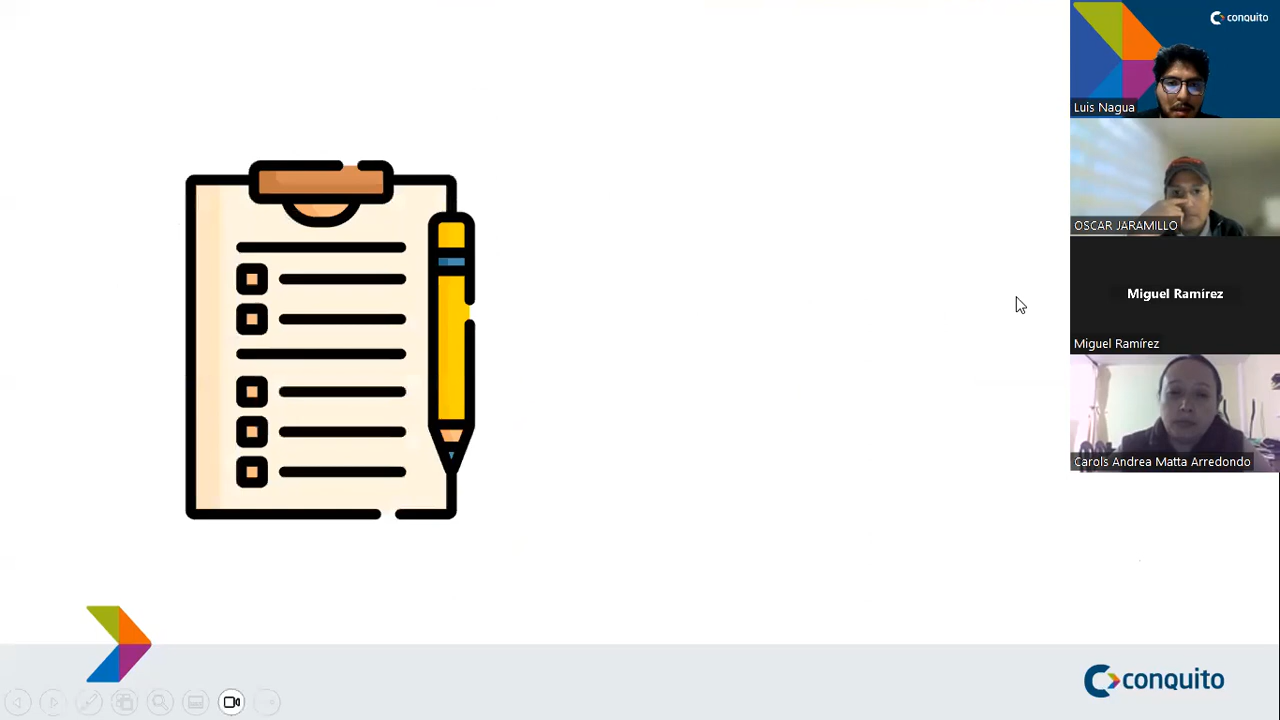 conquito
Luis Nagua
OSCAR JARAMILLO
Miguel Ramírez
Miguel Ramírez
Carols Andrea Matta Arredondo
conquito